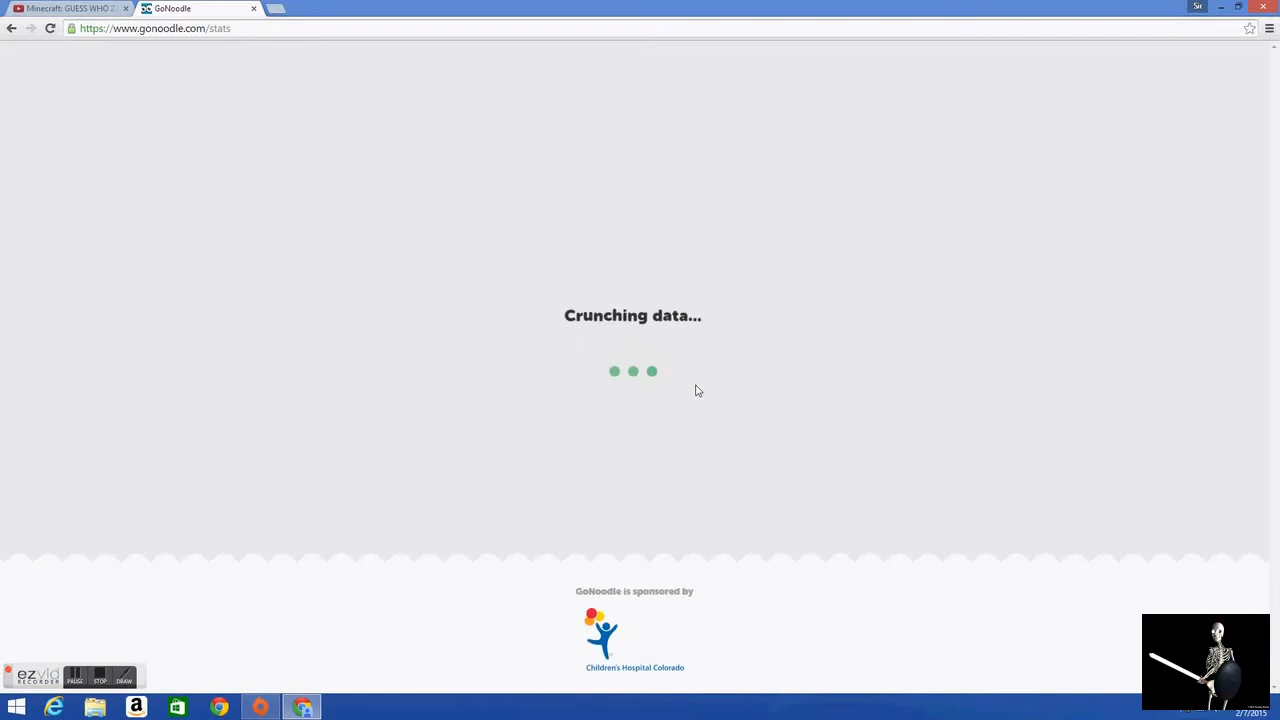 Minecraft: GUESS WHO 2
GoNoodle
Sir
https://www.gonoodle.com/stats
Crunching data...
GoNoodle is sponsored by
Children's Hospital Colorado
ezvid
RECORDER
PAUSE
STOP
DRAW
2/7/2015